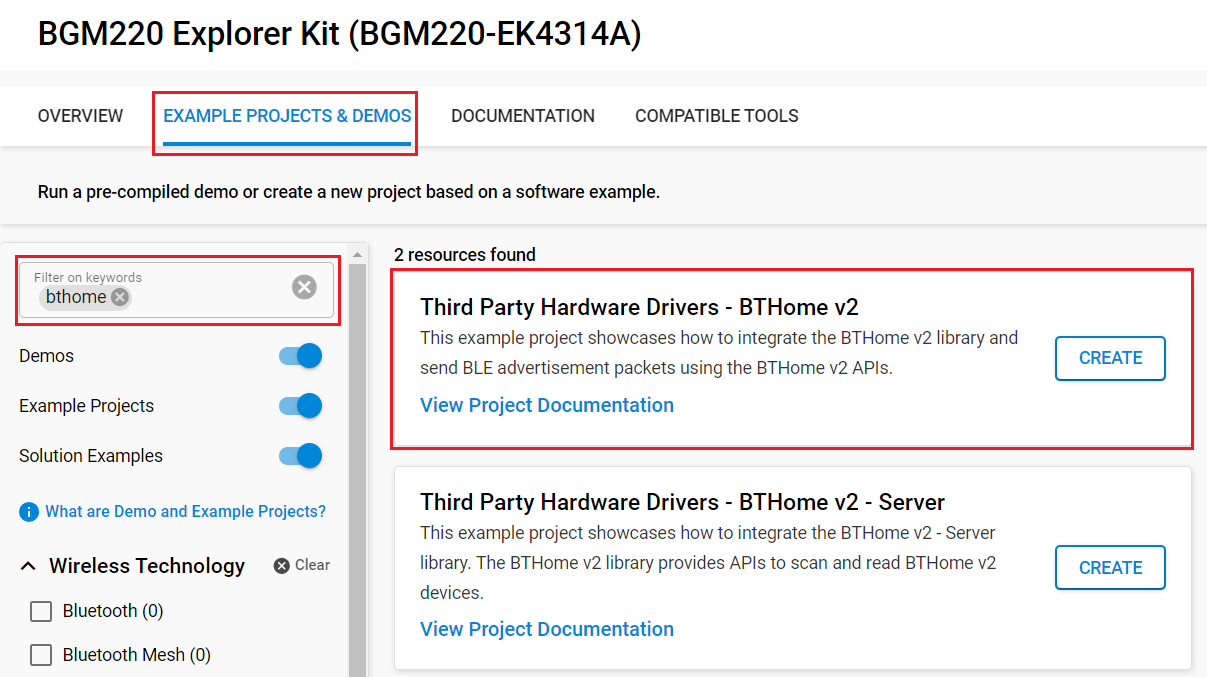 BGM220 Explorer Kit (BGM220-EK4314A)
OVERVIEW
EXAMPLE PROJECTS & DEMOS
DOCUMENTATION
COMPATIBLE TOOLS
Run a pre-compiled demo or create a new project based on a software example.
Filter on keywords
bthome
Demos
Example Projects
Solution Examples
What are Demo and Example Projects?
Wireless Technology
Clear
Bluetooth (0)
Bluetooth Mesh (0)
2 resources found
Third Party Hardware Drivers - BTHome v2
This example project showcases how to integrate the BTHome v2 library and
send BLE advertisement packets using the BTHome v2 APIs.
View Project Documentation
CREATE
Third Party Hardware Drivers - BTHome v2 - Server
This example project showcases how to integrate the BTHome v2 - Server
library. The BTHome v2 library provides APIs to scan and read BTHome v2
devices.
View Project Documentation
CREATE